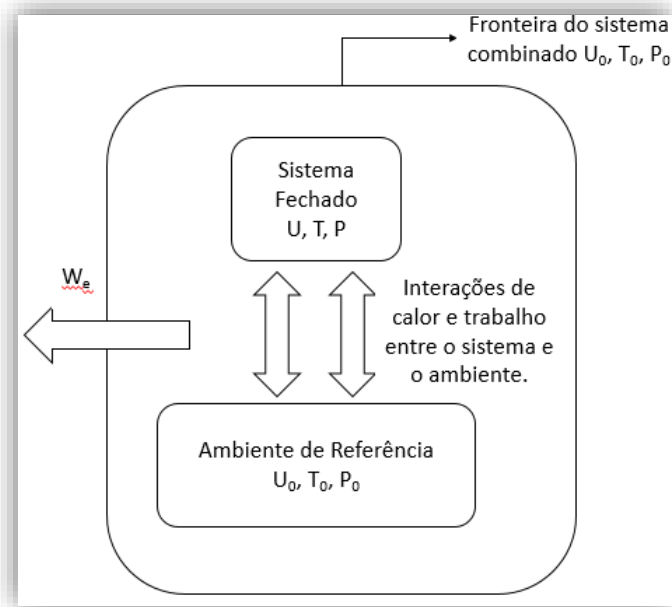 Fronteira do sistema
combinado U₀, T₀, P₀
Sistema
Fechado
U, T, P
Wₑ
Interações de
calor e trabalho
entre o sistema e
o ambiente.
Ambiente de Referência
U₀, T₀, P₀